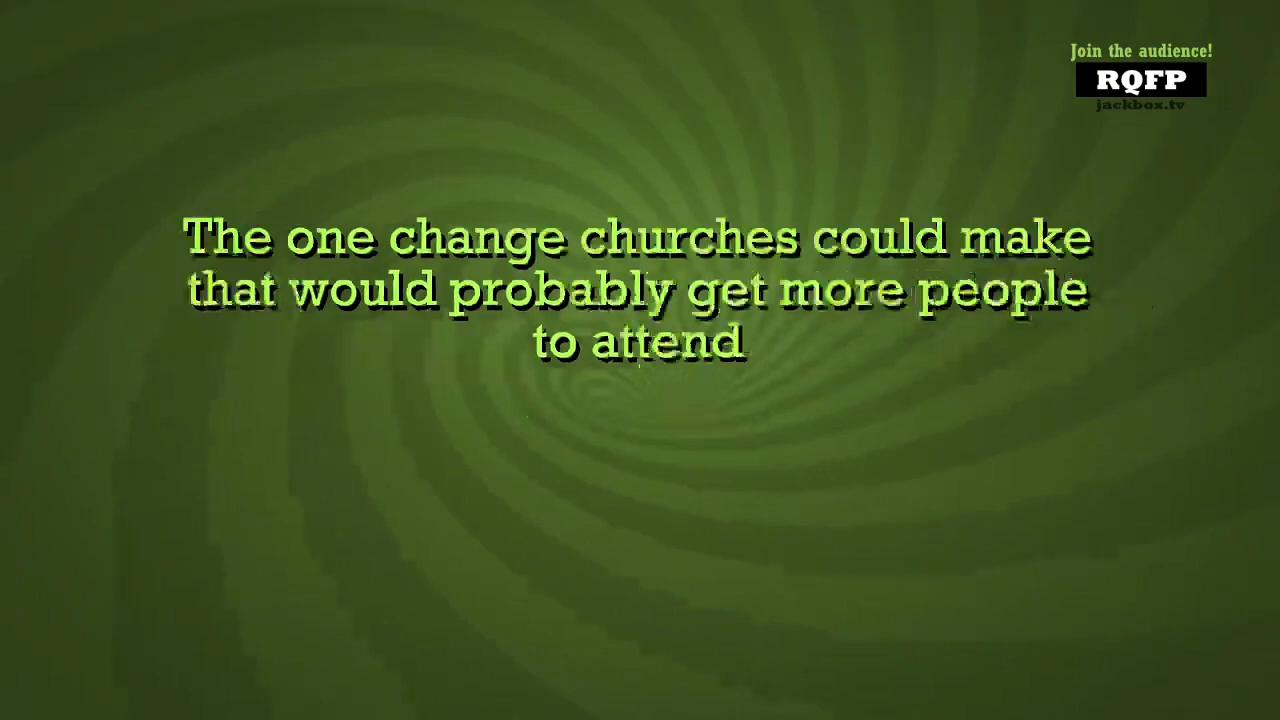 Join the audience!
RQFP
jackbox.tv
The one change churches could make
that would probably get more people
to attend